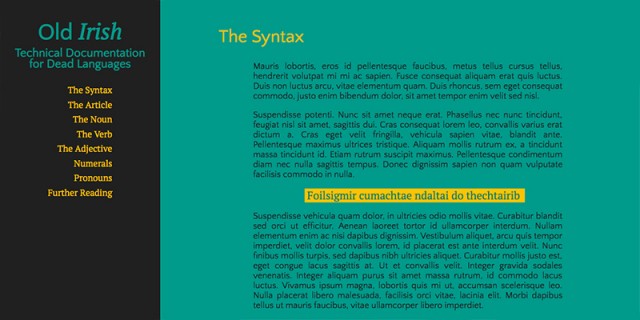 Old Irish
Technical Documentation
for Dead Languages
The Syntax
The Article
The Noun
The Verb
The Adjective
Numerals
Pronouns
Further Reading
The Syntax
Mauris lobortis, eros id pellentesque faucibus, metus tellus cursus tellus,
hendrerit volutpat mi mi ac sapien. Fusce consequat aliquam erat quis luctus.
Duis non luctus arcu, vitae elementum quam. Duis rhoncus, sem eget consequat
commodo, justo enim bibendum dolor, sit amet tempor enim velit sed nisl.
Suspendisse potenti. Nunc sit amet neque erat. Phasellus nec nunc tincidunt,
feugiat nisl sit amet, sagittis dui. Cras consequat lorem leo, convallis varius erat
dictum a. Cras eget velit fringilla, vehicula sapien vitae, blandit ante.
Pellentesque maximus ultrices tristique. Aliquam mollis rutrum ex, a tincidunt
massa tincidunt id. Etiam rutrum suscipit maximus. Pellentesque condimentum
diam nec nulla sagittis tempus. Donec dignissim sapien non quam vulputate
facilisis commodo in nulla.
Foilsigmir cumachtae ndaltai do thechtairib
Suspendisse vehicula quam dolor, in ultricies odio mollis vitae. Curabitur blandit
sed orci ut efficitur. Aenean laoreet tortor id ullamcorper interdum. Nullam
elementum enim ac nisi dapibus dignissim. Vestibulum aliquet, arcu quis tempor
imperdiet, velit dolor convallis lorem, id placerat est ante interdum velit. Nunc
finibus mollis turpis, sed dapibus nibh ultricies aliquet. Curabitur mollis justo est,
eget congue lacus sagittis at. Ut et convallis velit. Integer gravida sodales
venenatis. Integer aliquam purus sit amet massa rutrum, id commodo lacus
luctus. Vivamus ipsum magna, lobortis quis mi ut, accumsan scelerisque leo.
Nulla placerat libero malesuada, facilisis orci vitae, lacinia elit. Morbi dapibus
tellus ut mauris faucibus, vitae ullamcorper libero imperdiet.